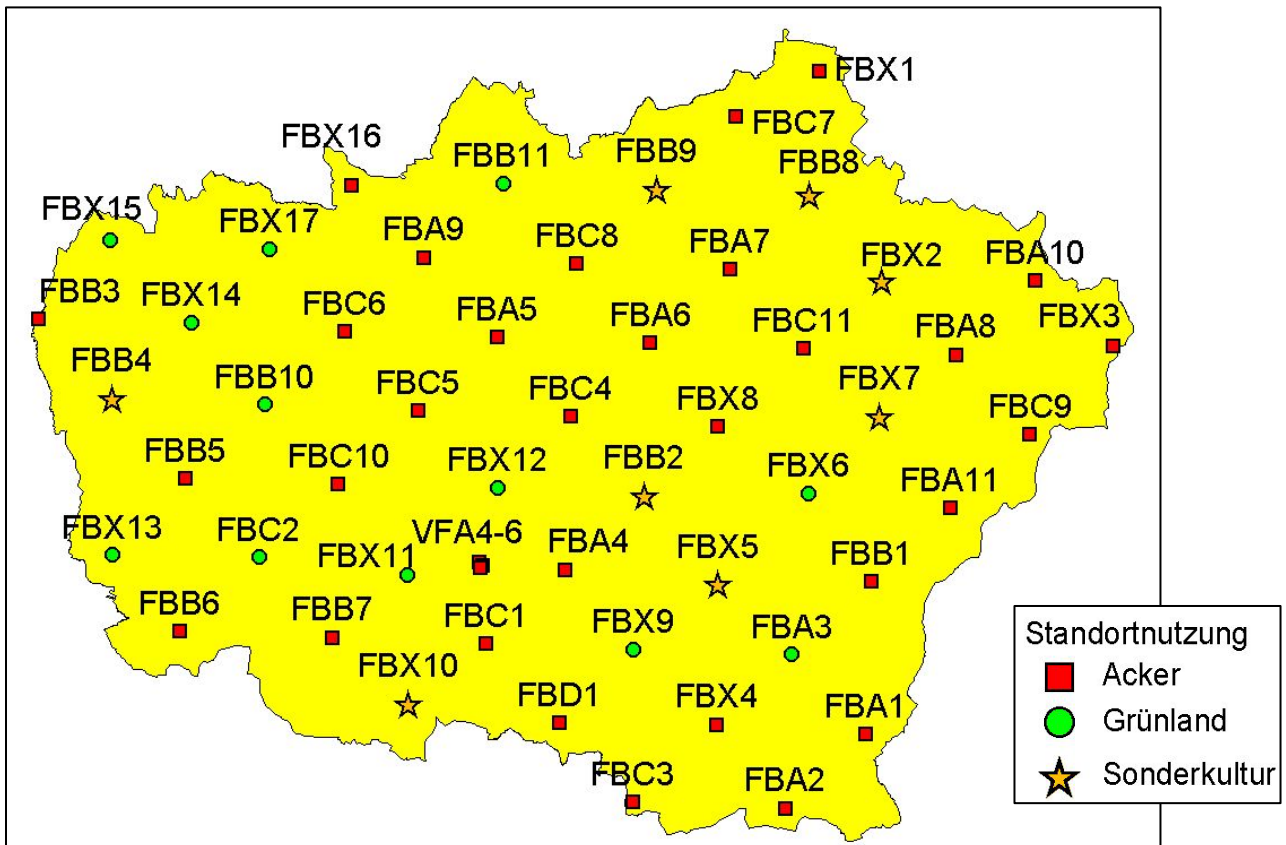 FBX1
FBC7
FBX16
FBB11
FBB9
FBB8
FBX15
FBX17
FBA9
FBC8
FBA7
FBX2
FBA10
FBB3
FBX14
FBC6
FBA5
FBA6
FBC11
FBA8
FBX3
FBB4
FBB10
FBC5
FBC4
FBX8
FBX7
FBC9
FBB5
FBC10
FBX12
FBB2
FBX6
FBA11
FBX13
FBC2
FBX11
VFA4-6
FBA4
FBX5
FBB1
FBB6
FBB7
FBC1
FBX9
FBA3
FBX10
FBD1
FBX4
FBA1
FBC3
FBA2
Standortnutzung
Acker
Grünland
Sonderkultur